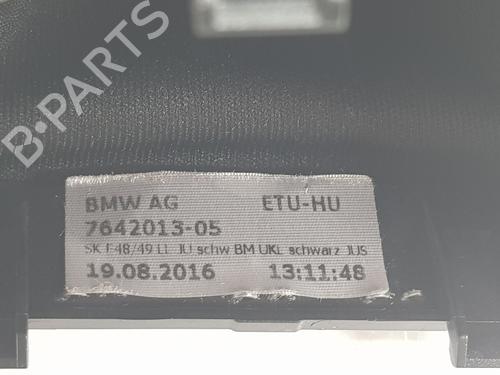 B-PARTS
BMW AG ETU-HU
7642013-05
SK F48/49 LL JU schw BM UKL schwarz JUS
19.08.2016 13:11:48